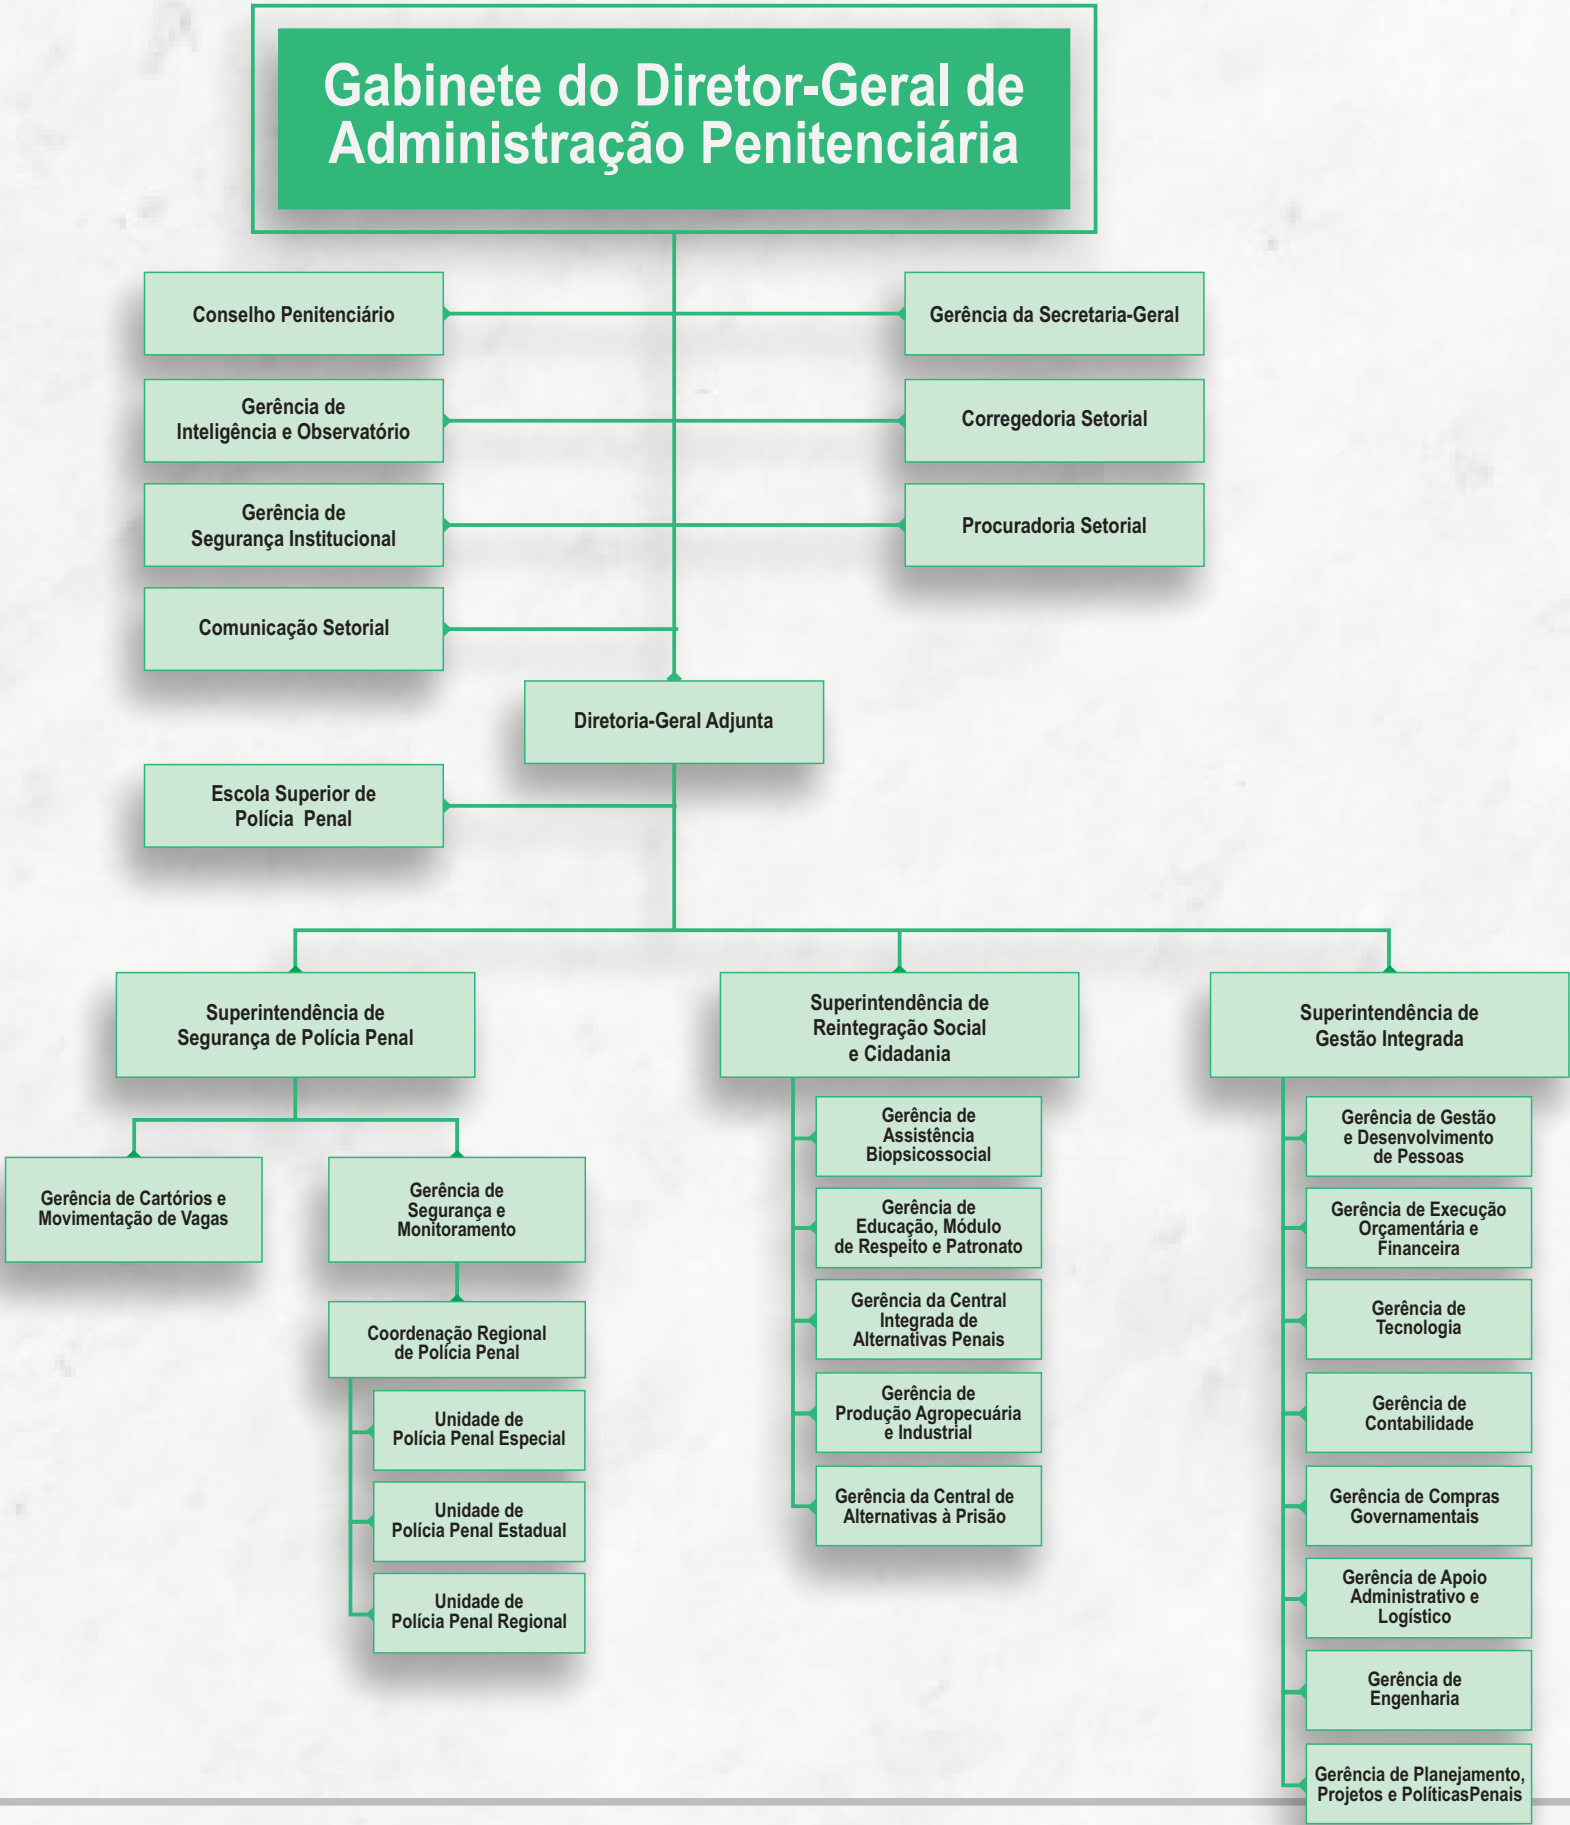 Gabinete do Diretor-Geral de
Administração Penitenciária
Conselho Penitenciário
Gerência da Secretaria-Geral
Gerência de
Inteligência e Observatório
Corregedoria Setorial
Gerência de
Segurança Institucional
Procuradoria Setorial
Comunicação Setorial
Diretoria-Geral Adjunta
Escola Superior de
Polícia Penal
Superintendência de
Segurança de Polícia Penal
Gerência de Cartórios e
Movimentação de Vagas
Gerência de
Segurança e
Monitoramento
Coordenação Regional
de Polícia Penal
Unidade de
Polícia Penal Especial
Unidade de
Polícia Penal Estadual
Unidade de
Polícia Penal Regional
Superintendência de
Reintegração Social
e Cidadania
Gerência de
Assistência
Biopsicossocial
Gerência de
Educação, Módulo
de Respeito e Patronato
Gerência da Central
Integrada de
Alternativas Penais
Gerência de
Produção Agropecuária
e Industrial
Gerência da Central de
Alternativas à Prisão
Superintendência de
Gestão Integrada
Gerência de Gestão
e Desenvolvimento
de Pessoas
Gerência de Execução
Orçamentária e
Financeira
Gerência de
Tecnologia
Gerência de
Contabilidade
Gerência de Compras
Governamentais
Gerência de Apoio
Administrativo e
Logístico
Gerência de
Engenharia
Gerência de Planejamento,
Projetos e PolíticasPenais